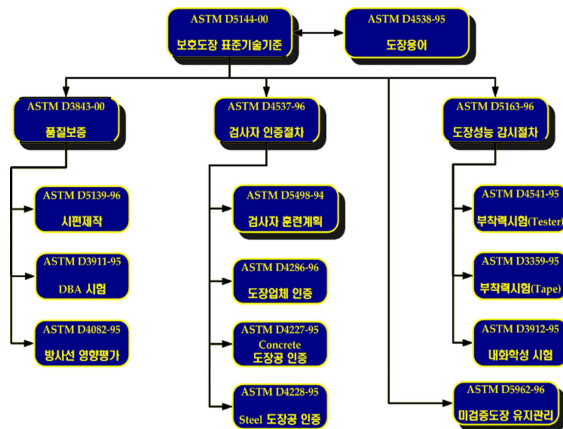 ASTM D5144-00
보호도장 표준기술기준
ASTM D4538-95
도장용어
ASTM D3843-00
품질보증
ASTM D4537-96
검사자 인증절차
ASTM D5163-96
도장성능 감시절차
ASTM D5139-96
시편제작
ASTM D5498-94
검사자 훈련계획
ASTM D4541-95
부착력시험(Tester)
ASTM D3911-95
DBA 시험
ASTM D4286-96
도장업체 인증
ASTM D3359-95
부착력시험(Tape)
ASTM D4082-95
방사선 영향평가
ASTM D4227-95
Concrete
도장공 인증
ASTM D3912-95
내화학성 시험
ASTM D4228-95
Steel 도장공 인증
ASTM D5962-96
미검증도장 유지관리